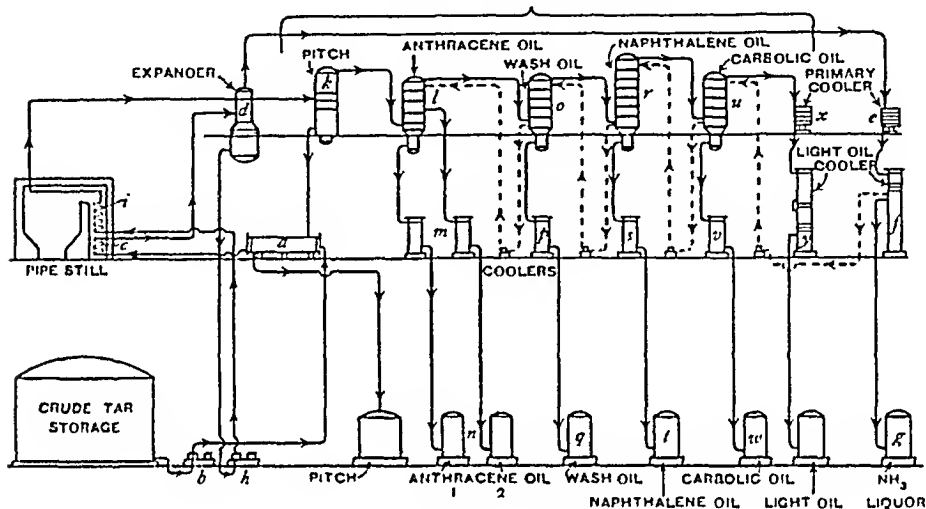 PITCH
ANTHRACENE OIL
NAPHTHALENE OIL
WASH OIL
CARBOLIC OIL
EXPANDER
PRIMARY
COOLER
k
d
l
o
r
u
x
e
LIGHT OIL
COOLER
i
c
a
m
p
s
v
y
f
PIPE STILL
COOLERS
CRUDE TAR
STORAGE
n
q
t
w
g
b
h
PITCH
ANTHRACENE OIL
1
2
WASH OIL
CARBOLIC OIL
NH3
NAPHTHALENE OIL
LIGHT OIL
LIQUOR